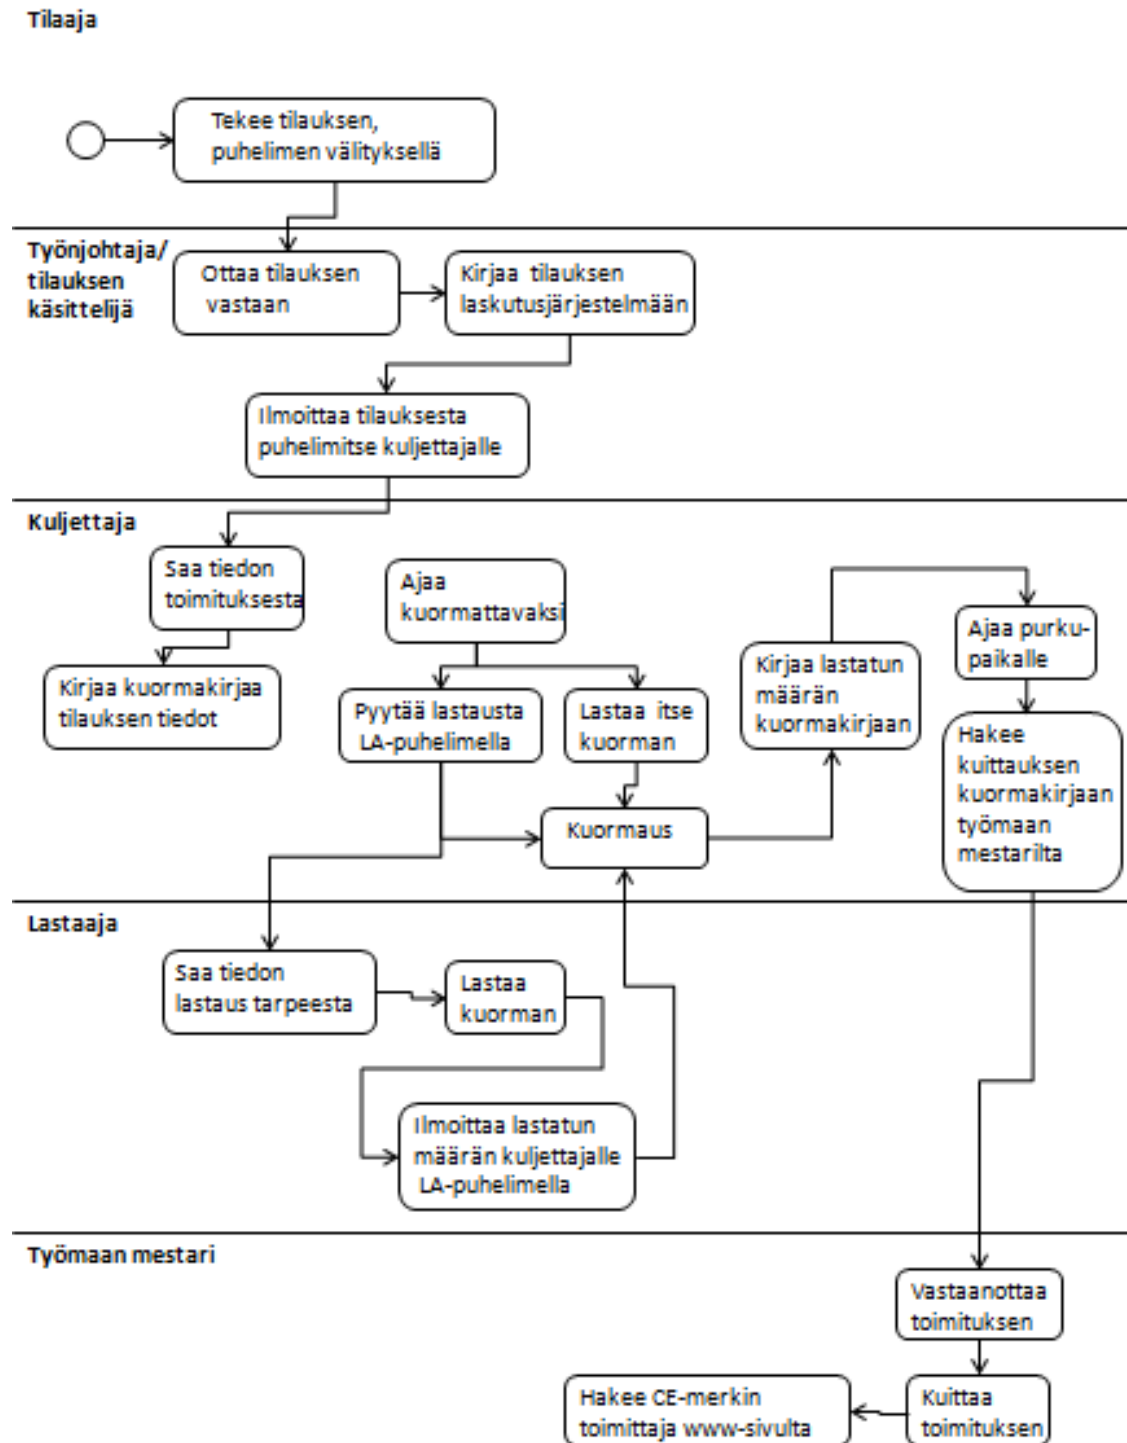 Tilaaja
Tekee tilauksen,
puhelimen välityksellä
Työnjohtaja/
tilauksen
käsittelijä
Ottaa tilauksen
vastaan
Kirjaa tilauksen
laskutusjärjestelmään
Ilmoittaa tilauksesta
puhelimitse kuljettajalle
Kuljettaja
Saa tiedon
toimituksesta
Kirjaa kuormakirjaa
tilauksen tiedot
Ajaa
kuormattavaksi
Pyytää lastausta
LA-puhelimella
Lastaa itse
kuorman
Kuormaus
Kirjaa lastatun
määrän
kuormakirjaan
Ajaa purku-
paikalle
Hakee
kuittauksen
kuormakirjaan
työmaan
mestarilta
Lastaaja
Saa tiedon
lastaus tarpeesta
Lastaa
kuorman
Ilmoittaa lastatun
määrän kuljettajalle
LA-puhelimella
Työmaan mestari
Vastaanottaa
toimituksen
Kuittaa
toimituksen
Hakee CE-merkin
toimittaja www-sivulta